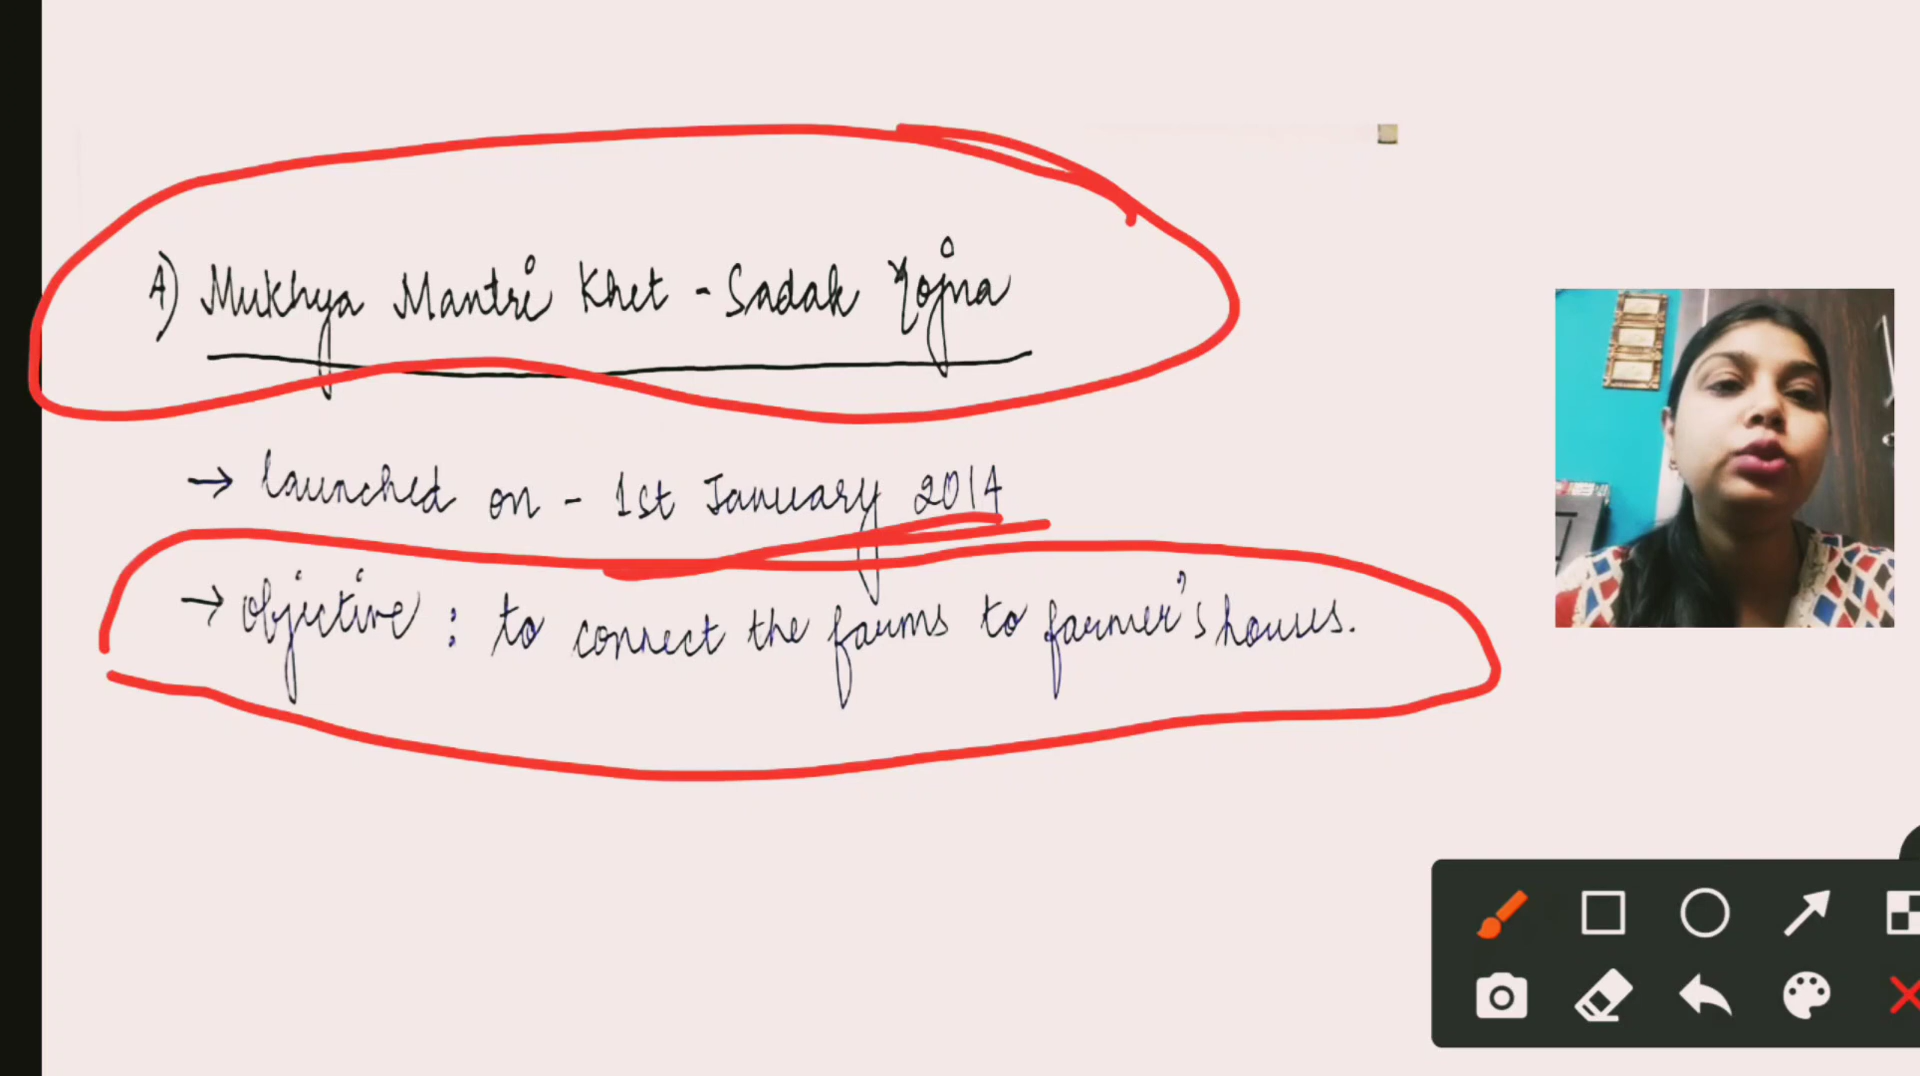 A) Mukhya Mantri Khet - Sadak Yojna
→ launched on - 1st January 2014
→ Objective : to connect the farms to farmer's houses.